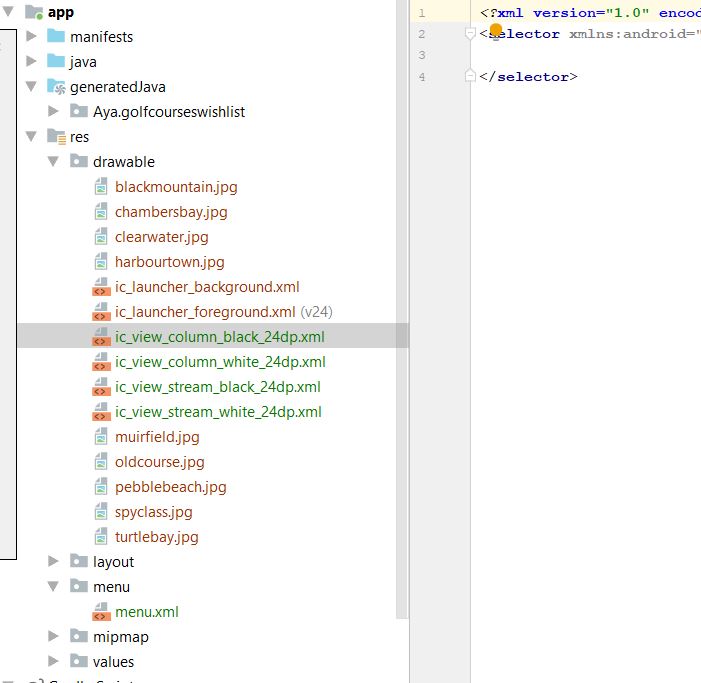 app
manifests
java
generatedJava
Aya.golfcourseswishlist
res
drawable
blackmountain.jpg
chambersbay.jpg
clearwater.jpg
harbourtown.jpg
ic_launcher_background.xml
ic_launcher_foreground.xml (v24)
ic_view_column_black_24dp.xml
ic_view_column_white_24dp.xml
ic_view_stream_black_24dp.xml
ic_view_stream_white_24dp.xml
muirfield.jpg
oldcourse.jpg
pebblebeach.jpg
spyclass.jpg
turtlebay.jpg
layout
menu
menu.xml
mipmap
values
1 <?xml version="1.0" encod
2 <selector xmlns:android="
3
4 </selector>